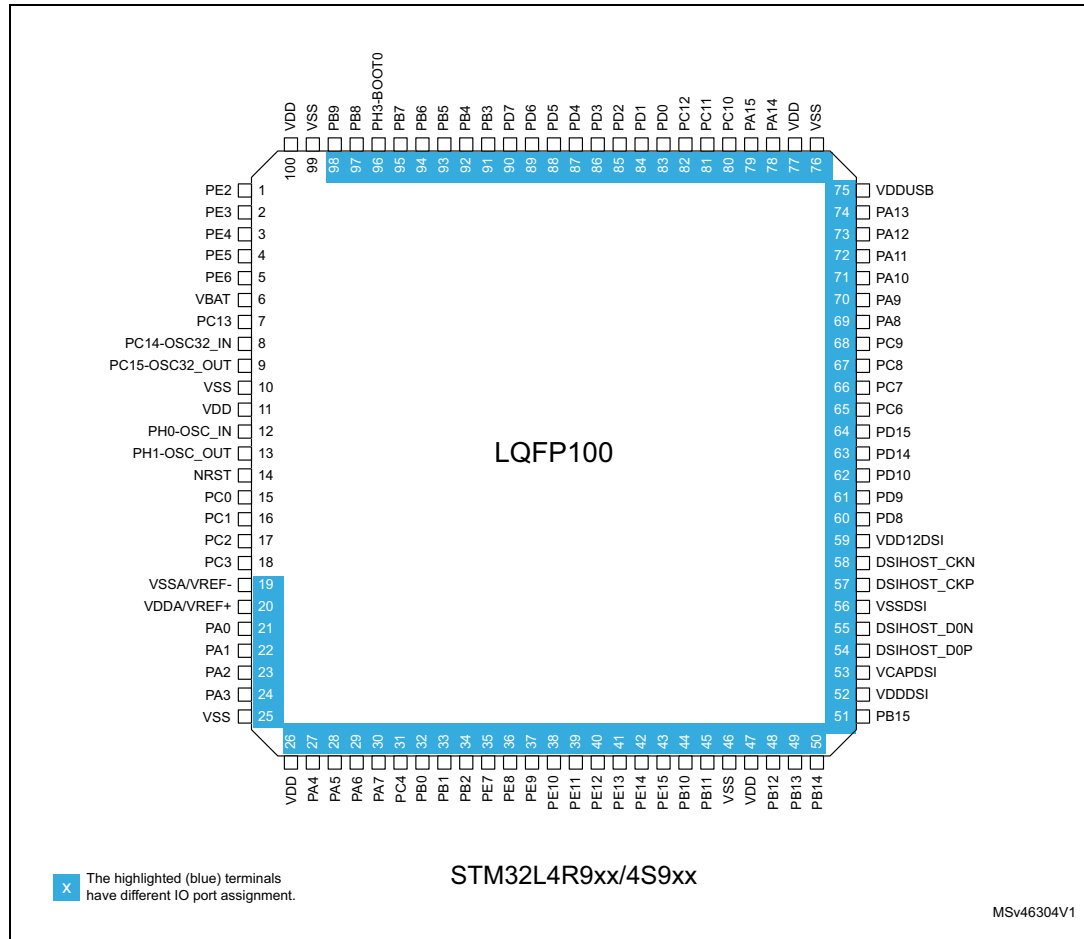 VDD
VSS
PB9
PB8
PH3-BOOT0
PB7
PB6
PB5
PB4
PB3
PD7
PD6
PD5
PD4
PD3
PD2
PD1
PD0
PC12
PC11
PC10
PA15
PA14
VDD
VSS
100
99
98
97
96
95
94
93
92
91
90
89
88
87
86
85
84
83
82
81
80
79
78
77
76
PE2 1
PE3 2
PE4 3
PE5 4
PE6 5
VBAT 6
PC13 7
PC14-OSC32_IN 8
PC15-OSC32_OUT 9
VSS 10
VDD 11
PH0-OSC_IN 12
PH1-OSC_OUT 13
NRST 14
PC0 15
PC1 16
PC2 17
PC3 18
VSSA/VREF- 19
VDDA/VREF+ 20
PA0 21
PA1 22
PA2 23
PA3 24
VSS 25
LQFP100
75 VDDUSB
74 PA13
73 PA12
72 PA11
71 PA10
70 PA9
69 PA8
68 PC9
67 PC8
66 PC7
65 PC6
64 PD15
63 PD14
62 PD10
61 PD9
60 PD8
59 VDD12DSI
58 DSIHOST_CKN
57 DSIHOST_CKP
56 VSSDSI
55 DSIHOST_D0N
54 DSIHOST_D0P
53 VCAPDSI
52 VDDDSI
51 PB15
26
27
28
29
30
31
32
33
34
35
36
37
38
39
40
41
42
43
44
45
46
47
48
49
50
VDD
PA4
PA5
PA6
PA7
PC4
PB0
PB1
PB2
PE7
PE8
PE9
PE10
PE11
PE12
PE13
PE14
PE15
PB10
PB11
VSS
VDD
PB12
PB13
PB14
X
The highlighted (blue) terminals
have different IO port assignment.
STM32L4R9xx/4S9xx
MSv46304V1